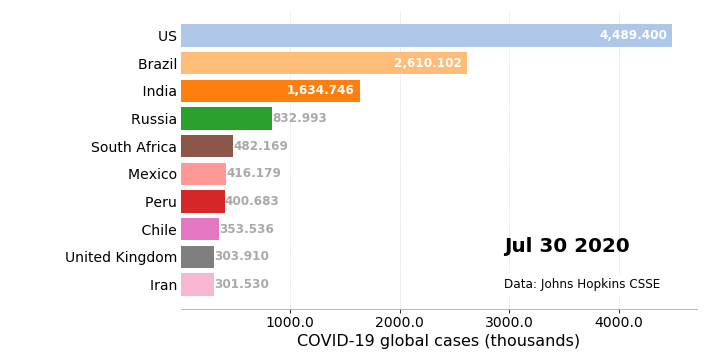 US 4,489.400
Brazil 2,610.102
India 1,634.746
Russia 832.993
South Africa 482.169
Mexico 416.179
Peru 400.683
Chile 353.536
United Kingdom 303.910
Iran 301.530
Jul 30 2020
Data: Johns Hopkins CSSE
1000.0 2000.0 3000.0 4000.0
COVID-19 global cases (thousands)